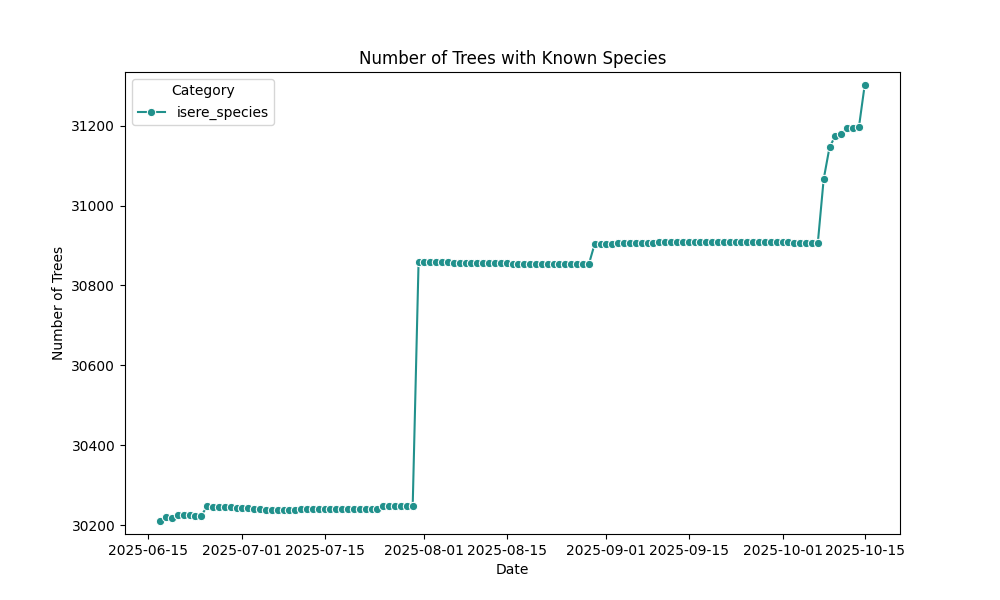 Number of Trees with Known Species
Category
isere_species
31200
31000
30800
30600
30400
30200
Number of Trees
2025-06-15 2025-07-01 2025-07-15 2025-08-01 2025-08-15 2025-09-01 2025-09-15 2025-10-01 2025-10-15
Date